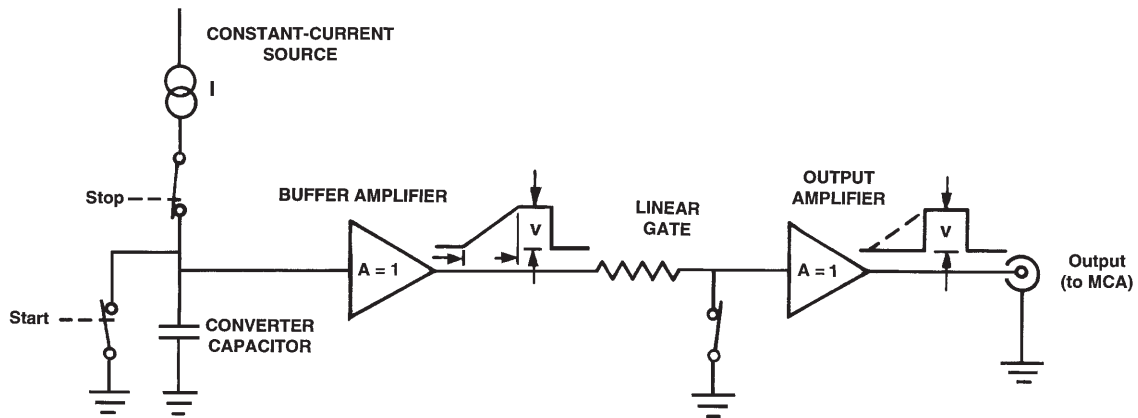 CONSTANT-CURRENT
SOURCE
I
Stop
BUFFER AMPLIFIER
A = 1
V
LINEAR
GATE
OUTPUT
AMPLIFIER
A = 1
V
Output
(to MCA)
Start
CONVERTER
CAPACITOR